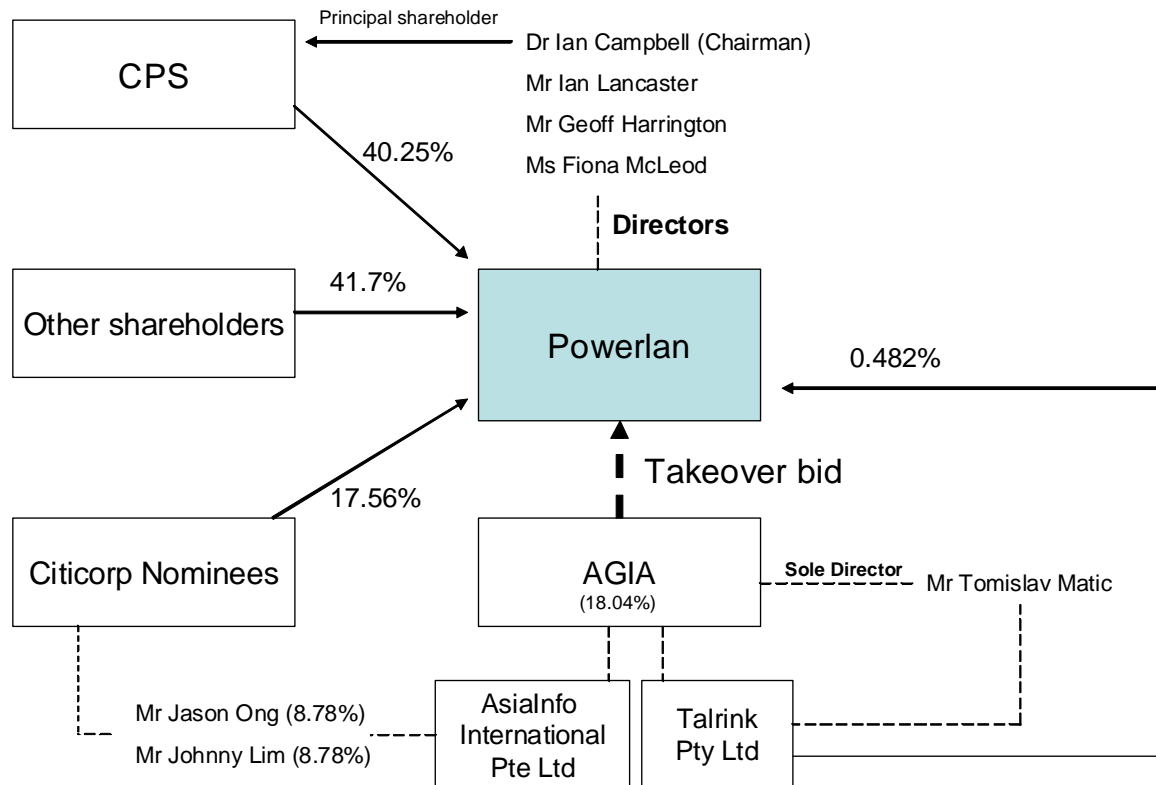 Principal shareholder
Dr Ian Campbell (Chairman)
CPS
Mr Ian Lancaster
Mr Geoff Harrington
40.25%
Ms Fiona McLeod
Directors
41.7%
Other shareholders
Powerlan
0.482%
Takeover bid
17.56%
Citicorp Nominees
AGIA
(18.04%)
Sole Director
Mr Tomislav Matic
Mr Jason Ong (8.78%)
Mr Johnny Lim (8.78%)
AsiaInfo
International
Pte Ltd
Talrink
Pty Ltd